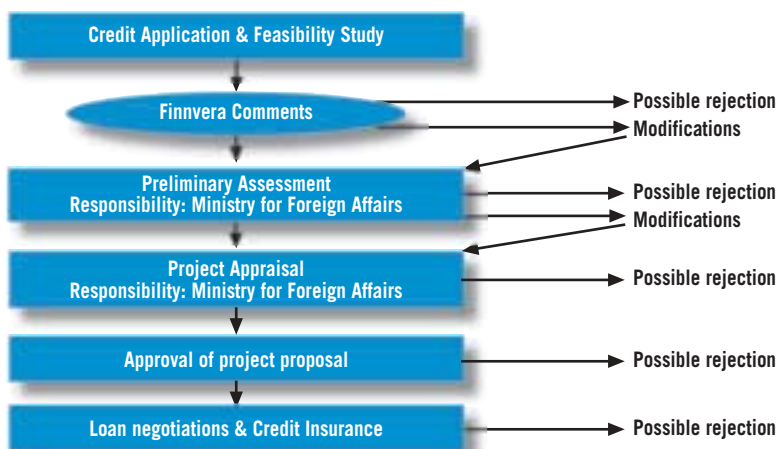 Credit Application & Feasibility Study
Finnvera Comments
Possible rejection
Modifications
Preliminary Assessment
Responsibility: Ministry for Foreign Affairs
Possible rejection
Modifications
Project Appraisal
Responsibility: Ministry for Foreign Affairs
Possible rejection
Approval of project proposal
Possible rejection
Loan negotiations & Credit Insurance
Possible rejection